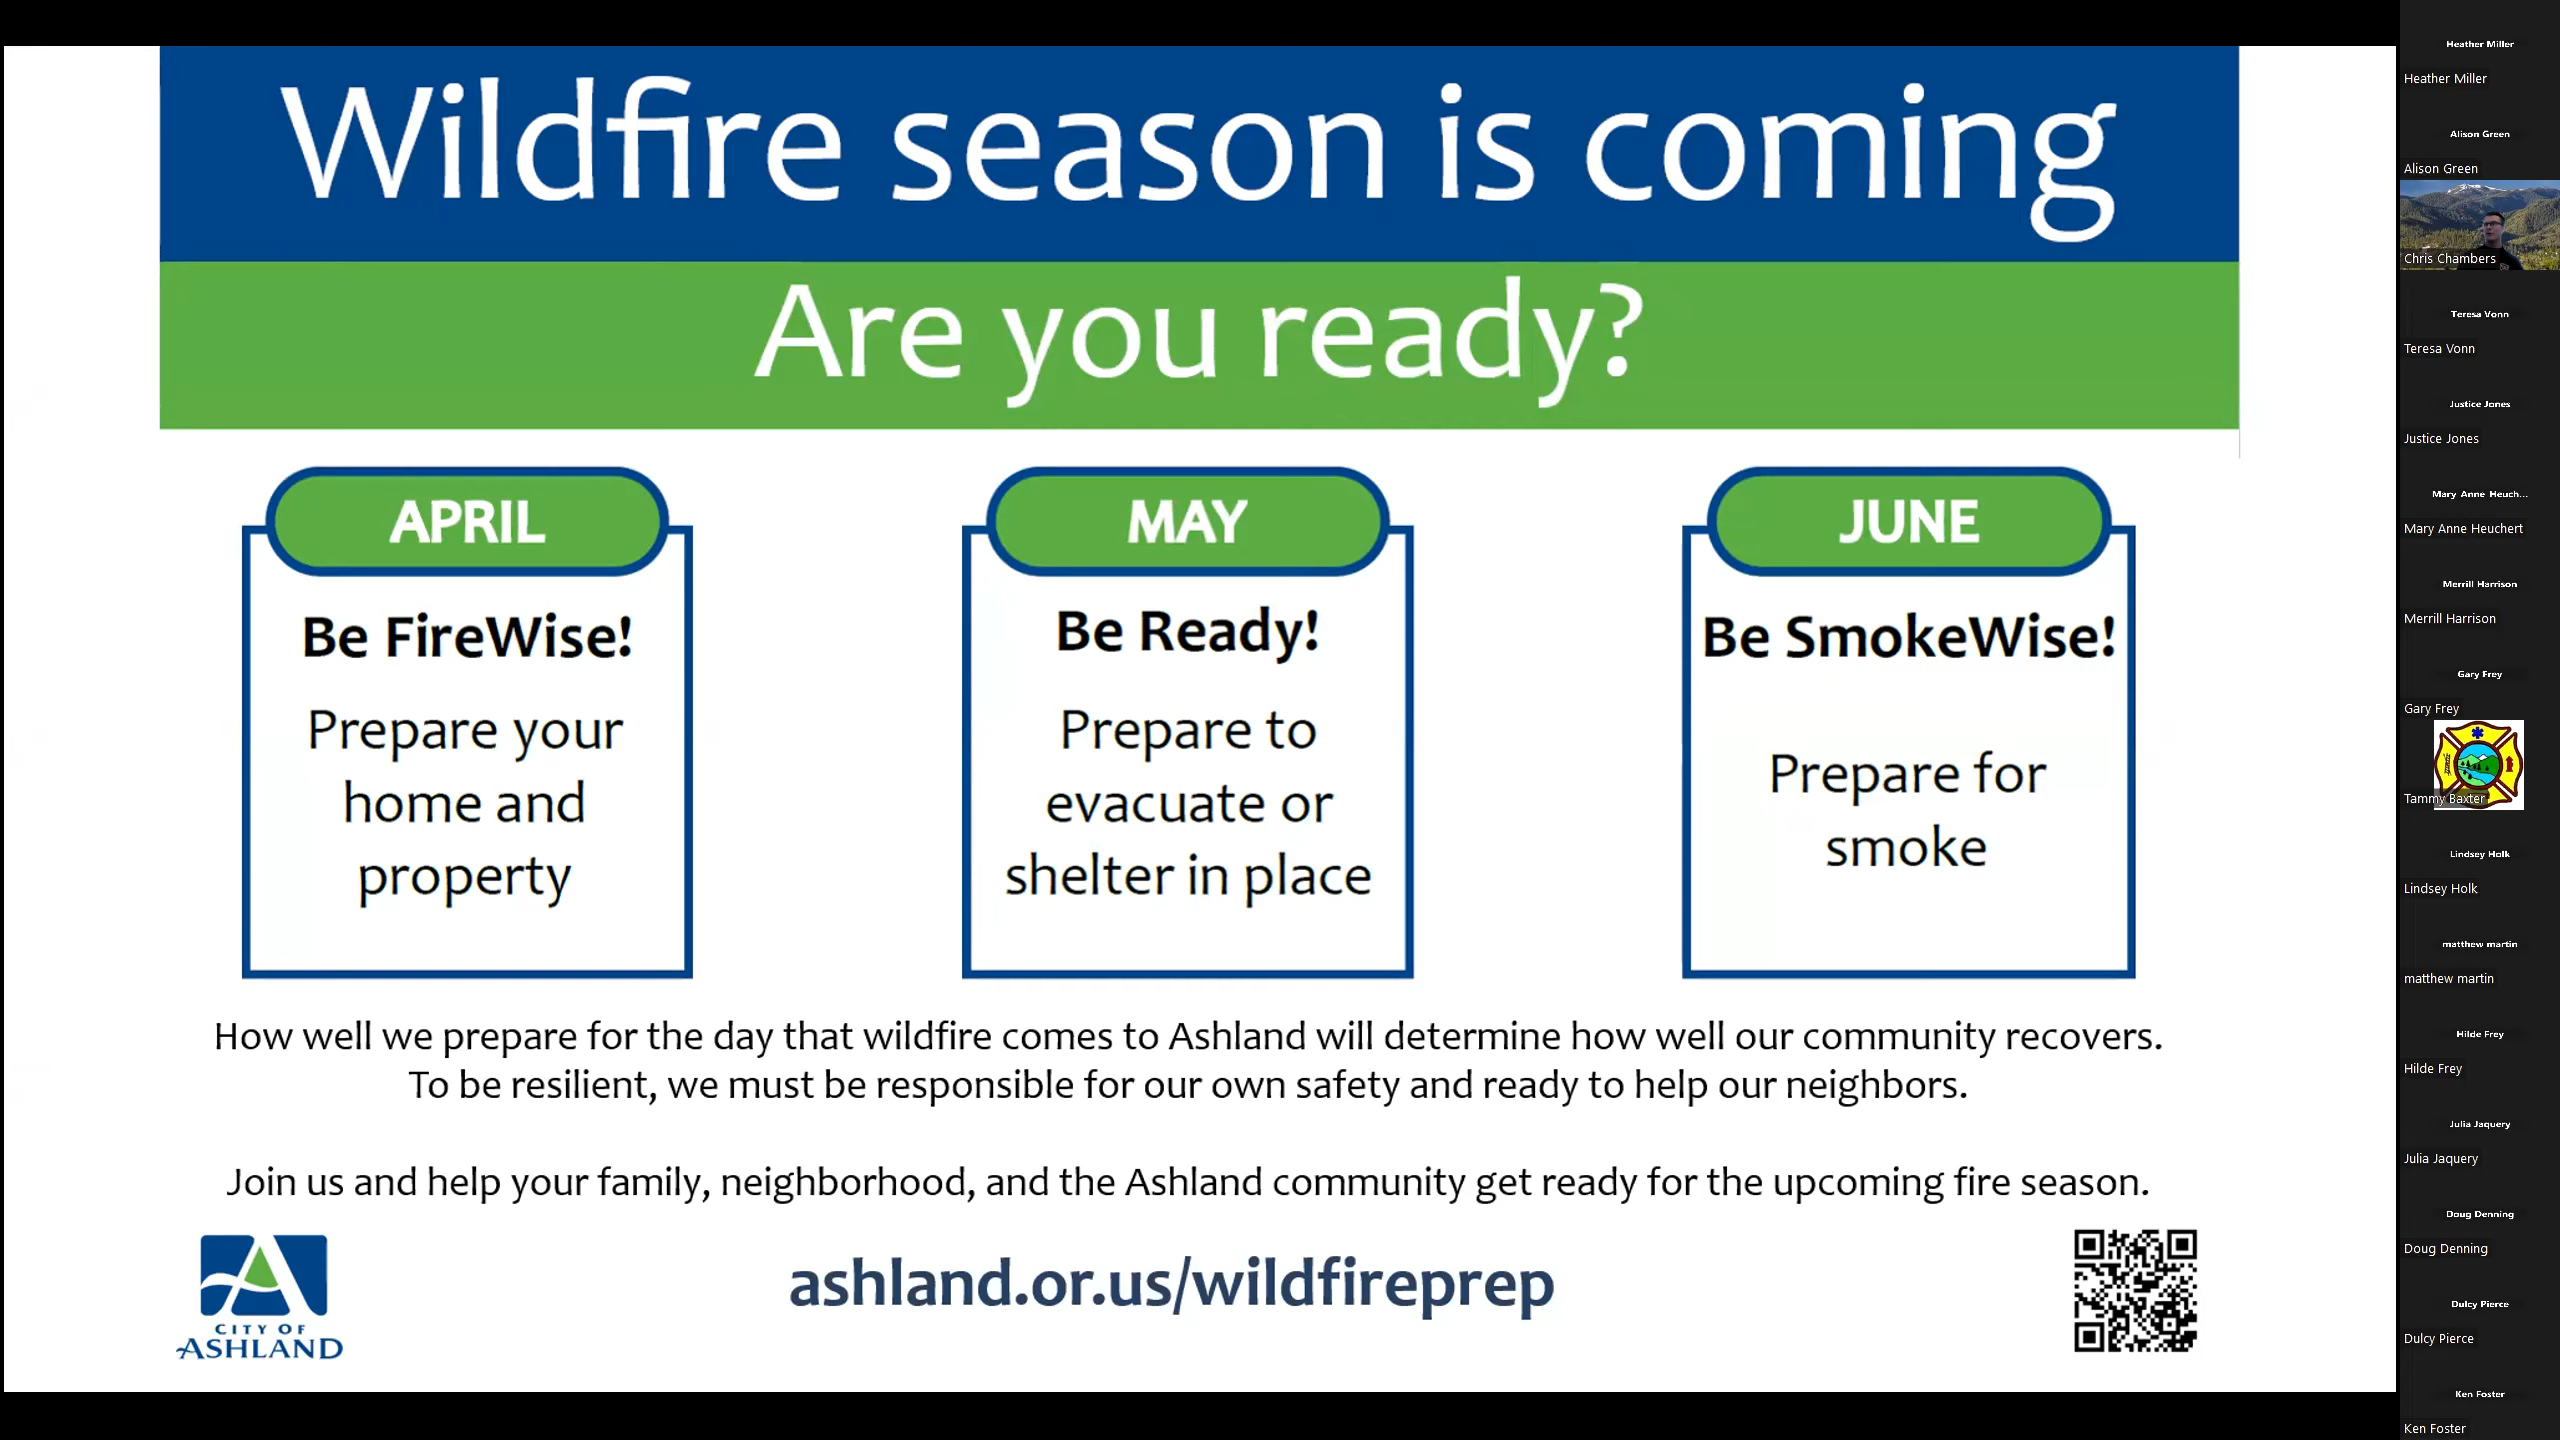 Wildfire season is coming
Are you ready?
APRIL
Be FireWise!
Prepare your
home and
property
MAY
Be Ready!
Prepare to
evacuate or
shelter in place
JUNE
Be SmokeWise!
Prepare for
smoke
How well we prepare for the day that wildfire comes to Ashland will determine how well our community recovers.
To be resilient, we must be responsible for our own safety and ready to help our neighbors.
Join us and help your family, neighborhood, and the Ashland community get ready for the upcoming fire season.
CITY OF
ASHLAND
ashland.or.us/wildfireprep
Heather Miller
Heather Miller
Alison Green
Alison Green
Chris Chambers
Teresa Vonn
Teresa Vonn
Justice Jones
Justice Jones
Mary Anne Heuch...
Mary Anne Heuchert
Merrill Harrison
Merrill Harrison
Gary Frey
Gary Frey
Tammy Baxter
Lindsey Holk
Lindsey Holk
matthew martin
matthew martin
Hilde Frey
Hilde Frey
Julia Jaquery
Julia Jaquery
Doug Denning
Doug Denning
Dulcy Pierce
Dulcy Pierce
Ken Foster
Ken Foster